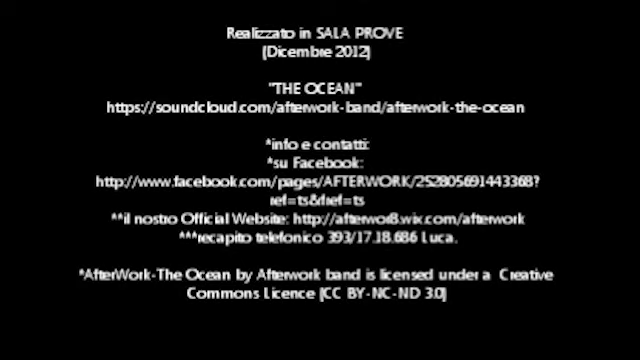 Realizzato in SALA PROVE
(Dicembre 2012)
"THE OCEAN"
https://soundcloud.com/afterwork-band/afterwork-the-ocean
*info e contatti:
*su Facebook:
http://www.facebook.com/pages/AFTERWORK/252805691443368?
ref=ts&fref=ts
**il nostro Official Website: http://afterwor8.wix.com/afterwork
***recapito telefonico 393/17.18.686 Luca.
*AfterWork-The Ocean by Afterwork band is licensed under a Creative
Commons Licence [CC BY-NC-ND 3.0]